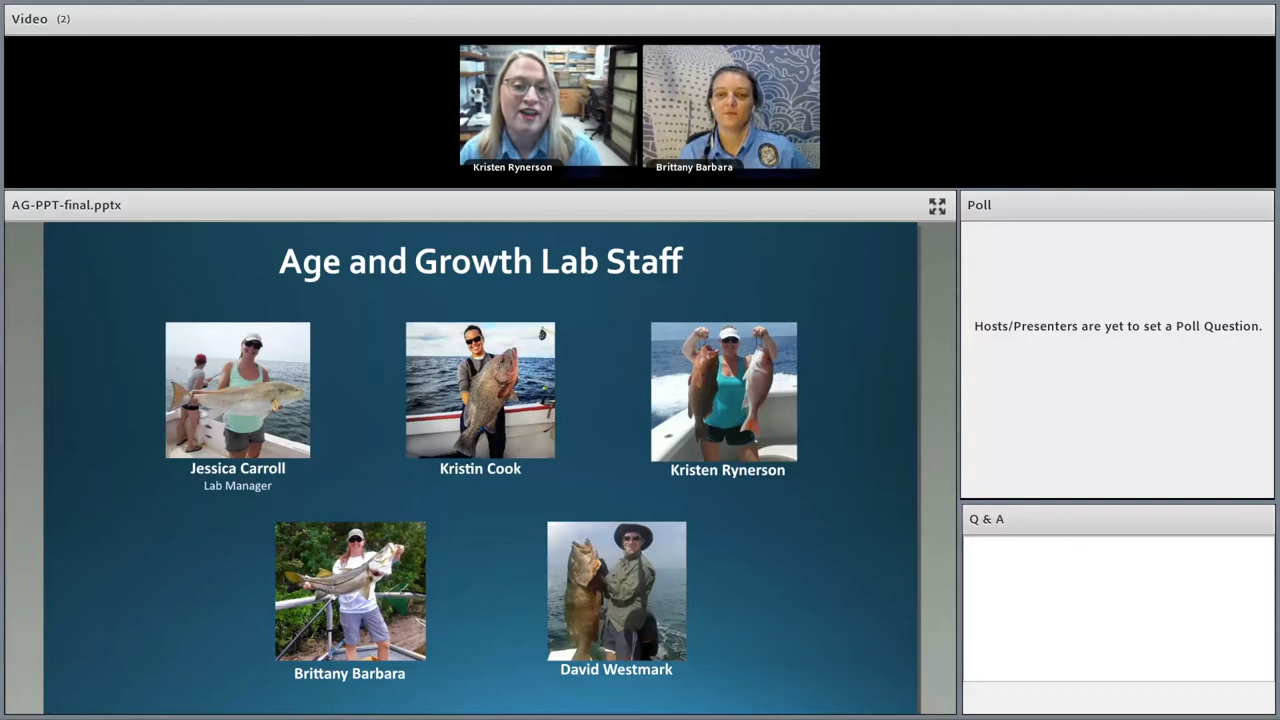 Video (2)
Kristen Rynerson
Brittany Barbara
AG-PPT-final.pptx
Age and Growth Lab Staff
Jessica Carroll
Lab Manager
Kristin Cook
Kristen Rynerson
Brittany Barbara
David Westmark
Poll
Hosts/Presenters are yet to set a Poll Question.
Q & A